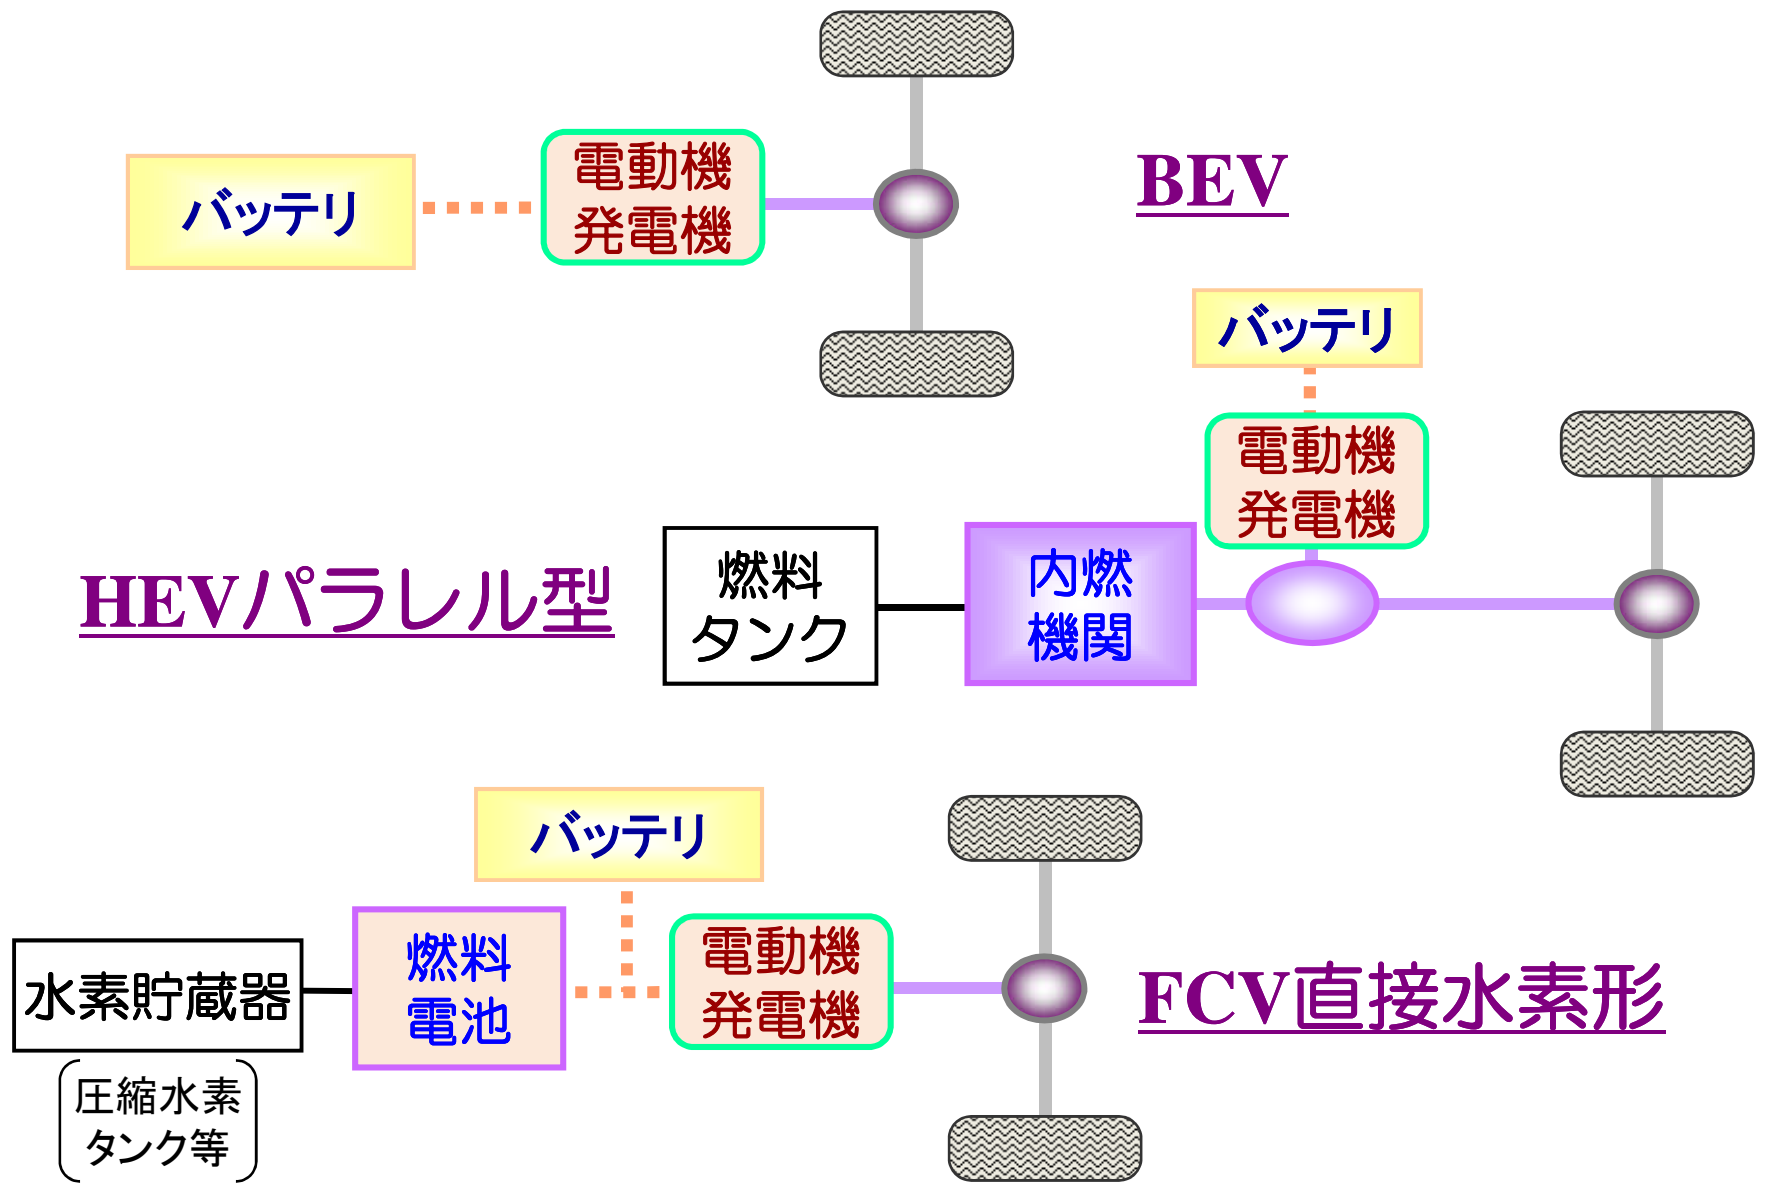 バッテリ
電動機
発電機
BEV
バッテリ
電動機
発電機
HEVパラレル型
燃料
タンク
内燃
機関
バッテリ
水素貯蔵器
燃料
電池
電動機
発電機
FCV直接水素形
圧縮水素
タンク等